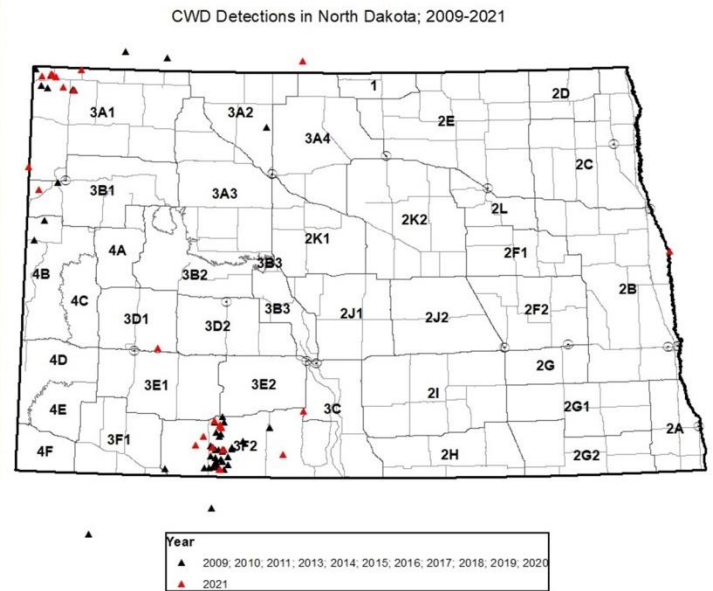 CWD Detections in North Dakota; 2009-2021
1
2D
3A1
3A2
2E
3A4
2C
3B1
3A3
2L
2K2
2K1
2F1
4A
3B3
4B
3B2
2B
4C
3B3
2F2
3D1
3D2
2J1
2J2
4D
2G
3E1
3E2
2I
4E
3C
2G1
2A
3F1
3F2
4F
2H
2G2
Year
2009; 2010; 2011; 2013; 2014; 2015; 2016; 2017; 2018; 2019; 2020
2021